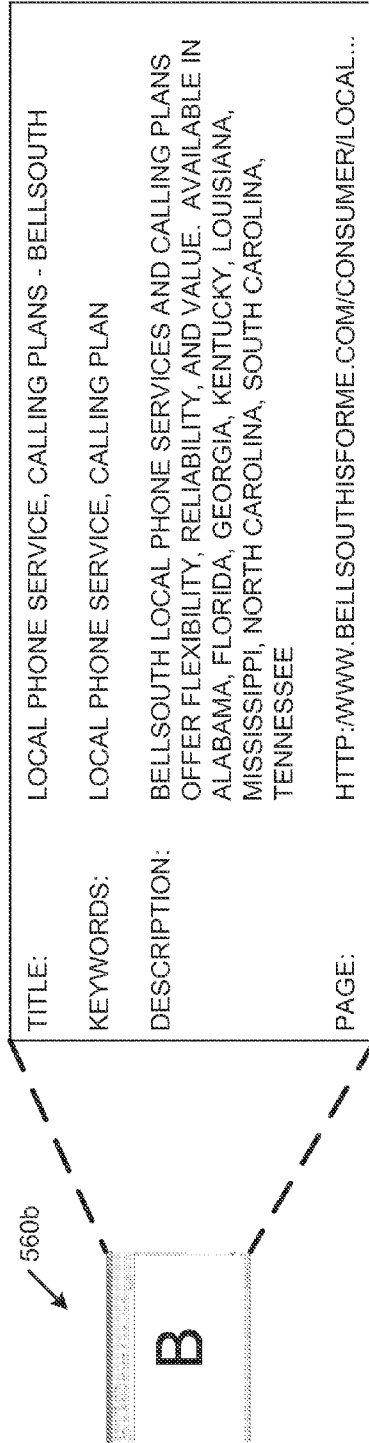 560b
B
TITLE: LOCAL PHONE SERVICE, CALLING PLANS - BELLSOUTH
KEYWORDS: LOCAL PHONE SERVICE, CALLING PLAN
DESCRIPTION: BELLSOUTH LOCAL PHONE SERVICES AND CALLING PLANS
OFFER FLEXIBILITY, RELIABILITY, AND VALUE. AVAILABLE IN
ALABAMA, FLORIDA, GEORGIA, KENTUCKY, LOUISIANA,
MISSISSIPPI, NORTH CAROLINA, SOUTH CAROLINA,
TENNESSEE
PAGE: HTTP:/WWW.BELLSOUTHISFORME.COM/CONSUMER/LOCAL...